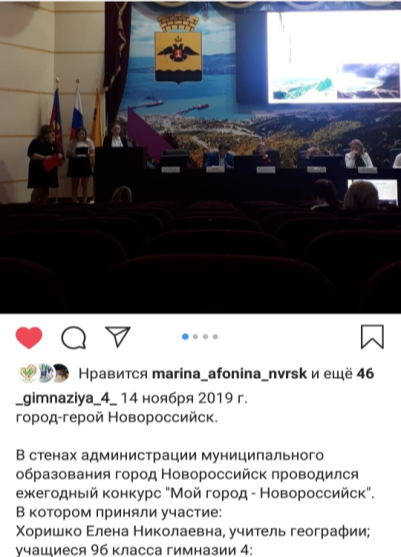 Нравится marina_afonina_nvrsk и ещё 46
_gimnaziya_4_ 14 ноября 2019 г.
город-герой Новороссийск.
В стенах администрации муниципального
образования город Новороссийск проводился
ежегодный конкурс "Мой город - Новороссийск".
В котором приняли участие:
Хоришко Елена Николаевна, учитель географии;
учащиеся 9б класса гимназии 4: